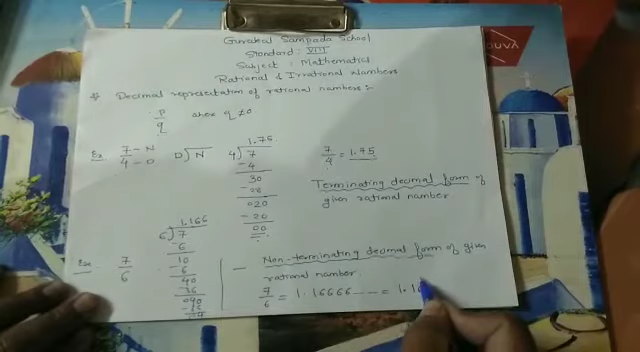 Gurukul Sampada School
Standard: VIII
Subject: Mathematics
Rational & Irrational Numbers
* Decimal representation of rational numbers:-
p/q where q ≠ 0
Ex 7 - N / 4 - D
D) N
1.75
4) 7
-4
30
-28
020
-20
00
7/4 = 1.75
Terminating decimal form of
given rational number
Ex. 7/6
1.166
6) 7
-6
10
-6
40
36
040
— Non-terminating decimal form of given
rational number.
7/6 = 1.16666---- = 1.16